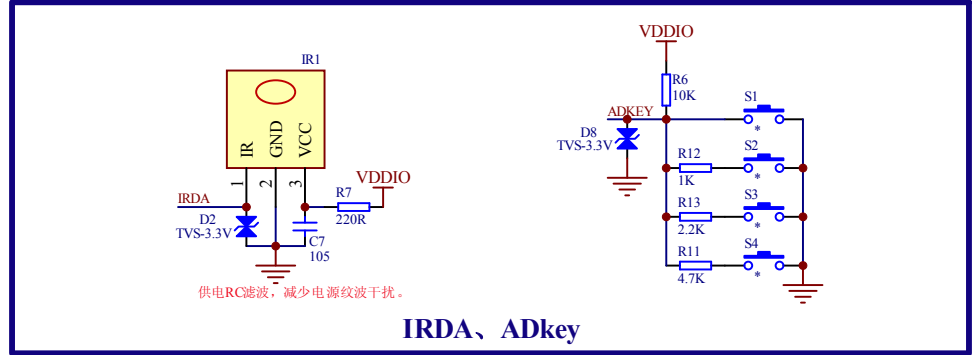 IR1
IR
GND
VCC
1
2
3
IRDA
D2
TVS-3.3V
R7
220R
VDDIO
C7
105
供电RC滤波，减少电源纹波干扰。
VDDIO
R6
10K
ADKEY
D8
TVS-3.3V
S1
*
R12
1K
S2
*
R13
2.2K
S3
*
R11
4.7K
S4
*
IRDA、ADkey